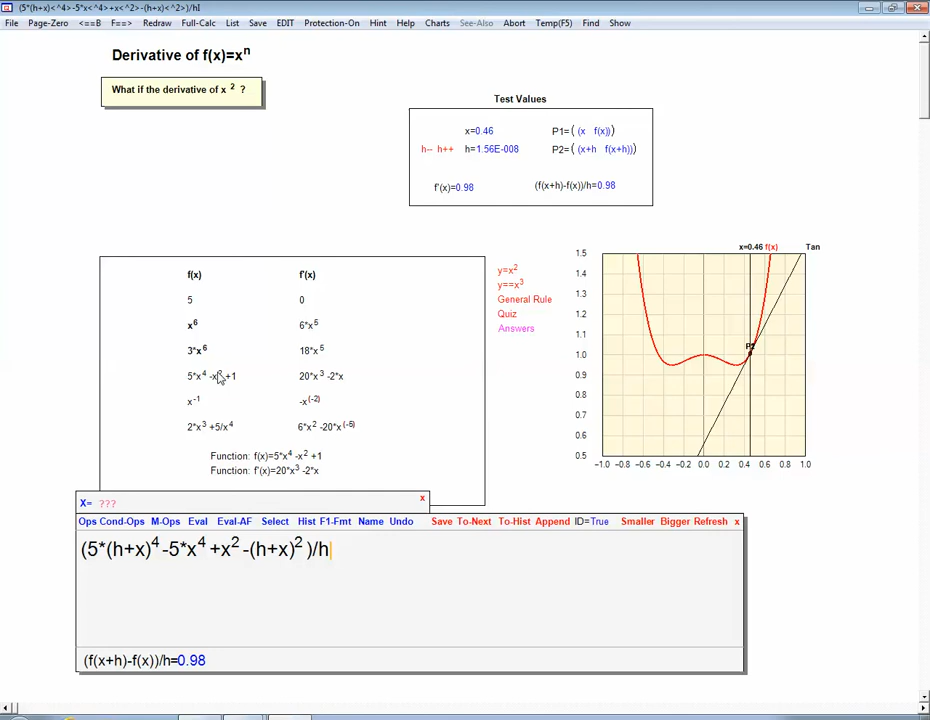 (5*(h+x)<^4>-5*x<^4>+x<^2>-(h+x)<^2>)/hI
File Page-Zero <==B F==> Redraw Full-Calc List Save EDIT Protection-On Hint Help Charts See-Also Abort Temp(F5) Find Show
Derivative of f(x)=xⁿ
What if the derivative of x ² ?
Test Values
x=0.46 P1=( (x f(x))
h-- h++ h=1.56E-008 P2=( (x+h f(x+h))
f'(x)=0.98 (f(x+h)-f(x))/h=0.98
f(x) f'(x)
5 0
x⁶ 6*x⁵
3*x⁶ 18*x⁵
5*x⁴ -x² +1 20*x³ -2*x
x⁻¹ -x⁽⁻²⁾
2*x³ +5/x⁴ 6*x² -20*x⁽⁻⁵⁾
Function: f(x)=5*x⁴ -x² +1
Function: f'(x)=20*x³ -2*x
y=x²
y==x³
General Rule
Quiz
Answers
x=0.46 f(x) Tan
1.5
1.4
1.3
1.2
1.1
1.0
0.9
0.8
0.7
0.6
0.5
P2
-1.0 -0.8 -0.6 -0.4 -0.2 0.0 0.2 0.4 0.6 0.8 1.0
X= ??? x
Ops Cond-Ops M-Ops Eval Eval-AF Select Hist F1-Fmt Name Undo Save To-Next To-Hist Append ID=True Smaller Bigger Refresh x
(5*(h+x)⁴ -5*x⁴ +x² -(h+x)² )/h
(f(x+h)-f(x))/h=0.98